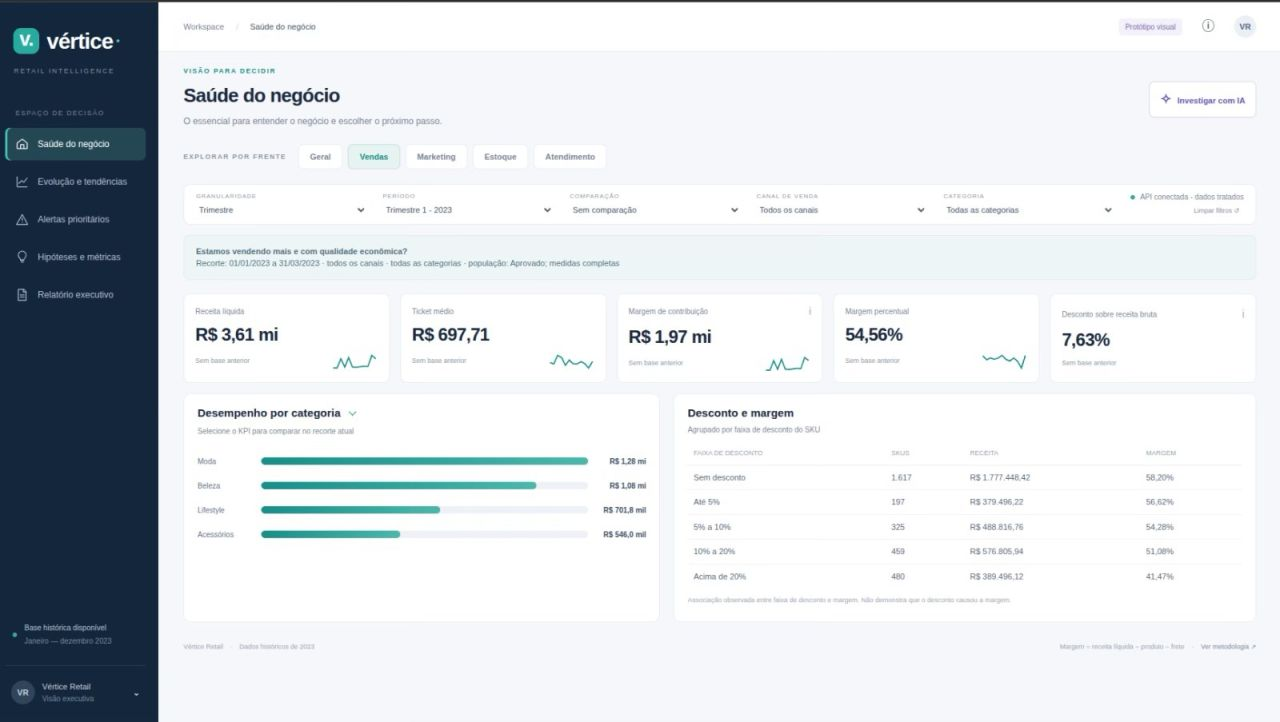 V.
vértice
RETAIL INTELLIGENCE
ESPAÇO DE DECISÃO
Saúde do negócio
Evolução e tendências
Alertas prioritários
Hipóteses e métricas
Relatório executivo
Base histórica disponível
Janeiro — dezembro 2023
VR
Vértice Retail
Visão executiva
Workspace / Saúde do negócio
Protótipo visual
VR
VISÃO PARA DECIDIR
Saúde do negócio
O essencial para entender o negócio e escolher o próximo passo.
Investigar com IA
EXPLORAR POR FRENTE Geral Vendas Marketing Estoque Atendimento
GRANULARIDADE PERÍODO COMPARAÇÃO CANAL DE VENDA CATEGORIA
Trimestre Trimestre 1 - 2023 Sem comparação Todos os canais Todas as categorias
API conectada - dados tratados
Limpar filtros ↺
Estamos vendendo mais e com qualidade econômica?
Recorte: 01/01/2023 a 31/03/2023 · todos os canais · todas as categorias · população: Aprovado; medidas completas
Receita líquida
R$ 3,61 mi
Sem base anterior
Ticket médio
R$ 697,71
Sem base anterior
Margem de contribuição i
R$ 1,97 mi
Sem base anterior
Margem percentual
54,56%
Sem base anterior
Desconto sobre receita bruta i
7,63%
Sem base anterior
Desempenho por categoria
Selecione o KPI para comparar no recorte atual
Moda R$ 1,28 mi
Beleza R$ 1,08 mi
Lifestyle R$ 701,8 mil
Acessórios R$ 546,0 mil
Desconto e margem
Agrupado por faixa de desconto do SKU
FAIXA DE DESCONTO SKUS RECEITA MARGEM
Sem desconto 1.617 R$ 1.777.448,42 58,20%
Até 5% 197 R$ 379.496,22 56,62%
5% a 10% 325 R$ 488.816,76 54,28%
10% a 20% 459 R$ 576.805,94 51,08%
Acima de 20% 480 R$ 389.496,12 41,47%
Associação observada entre faixa de desconto e margem. Não demonstra que o desconto causou a margem.
Vértice Retail · Dados históricos de 2023
Margem = receita líquida – produto – frete · Ver metodologia ↗